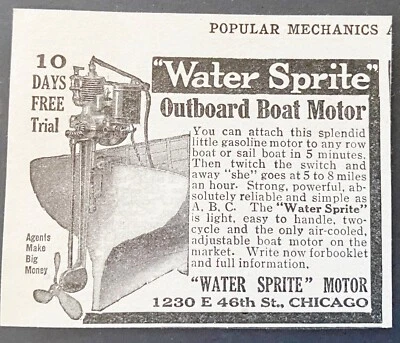 POPULAR MECHANICS A
10
DAYS
FREE
Trial
"Water Sprite"
Outboard Boat Motor
You can attach this splendid
little gasoline motor to any row
boat or sail boat in 5 minutes.
Then twitch the switch and
away "she" goes at 5 to 8 miles
an hour. Strong, powerful, ab-
solutely reliable and simple as
A, B, C. The "Water Sprite"
is light, easy to handle, two-
cycle and the only air-cooled,
adjustable boat motor on the
market. Write now forbooklet
and full information.
Agents
Make
Big
Money
"WATER SPRITE" MOTOR
1230 E 46th St., CHICAGO